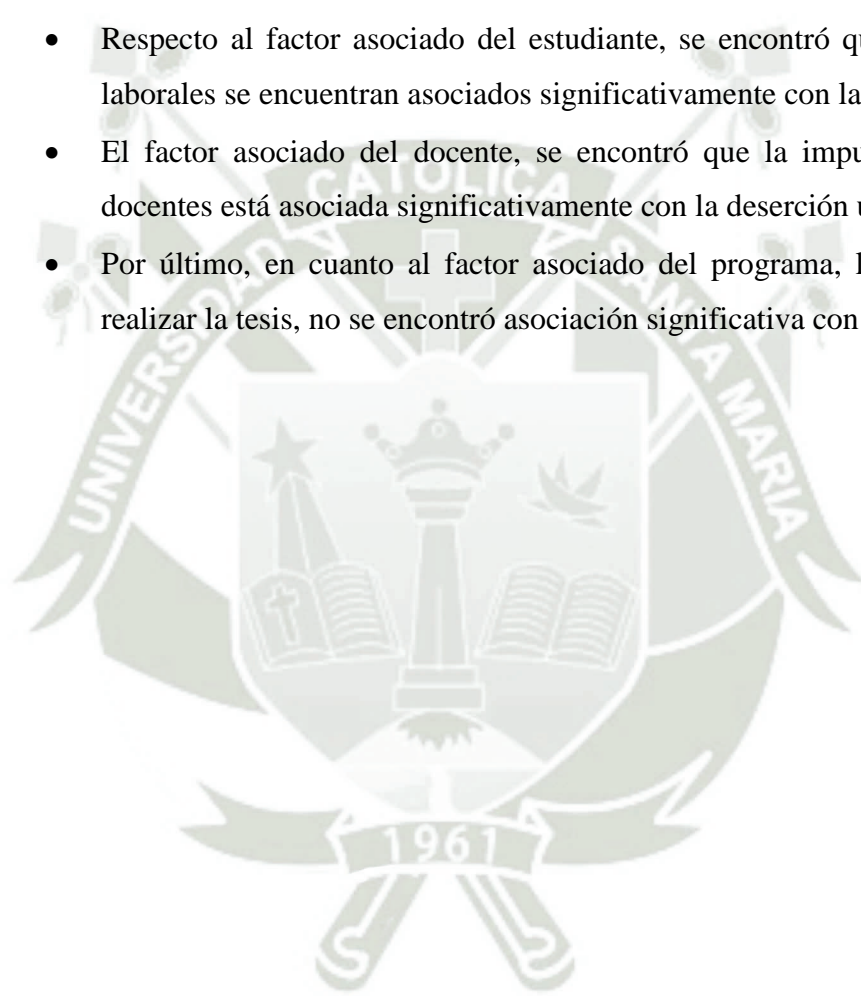 • Respecto al factor asociado del estudiante, se encontró
laborales se encuentran asociados significativamente con la
• El factor asociado del docente, se encontró que la
docentes está asociada significativamente con la deserción
• Por último, en cuanto al factor asociado del programa,
realizar la tesis, no se encontró asociación significativa con
UNIVERSIDAD CATOLICA SANTA MARIA
1961